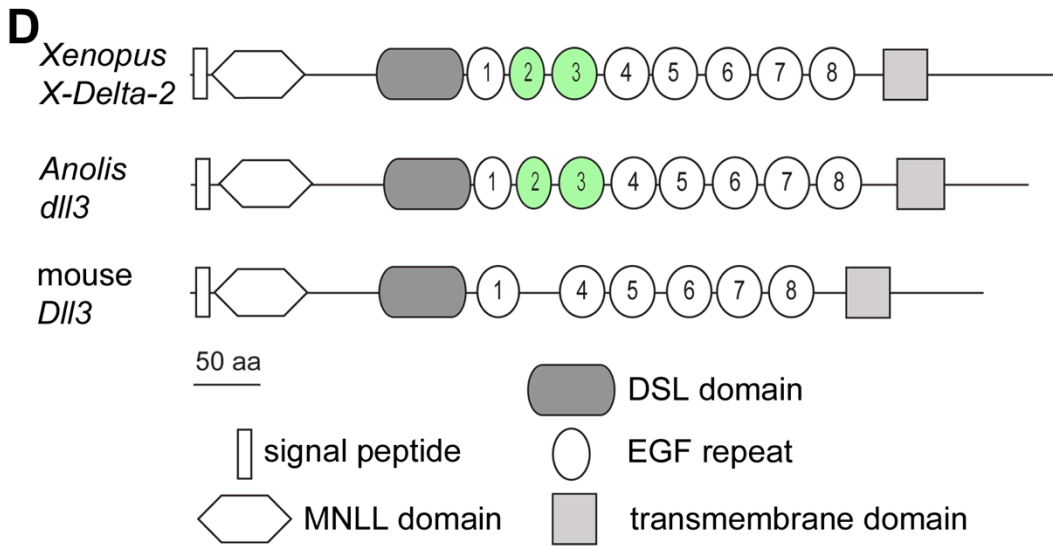 D
Xenopus
X-Delta-2
1 2 3 4 5 6 7 8
Anolis
dll3
1 2 3 4 5 6 7 8
mouse
Dll3
1 4 5 6 7 8
50 aa
DSL domain
signal peptide
EGF repeat
MNLL domain
transmembrane domain